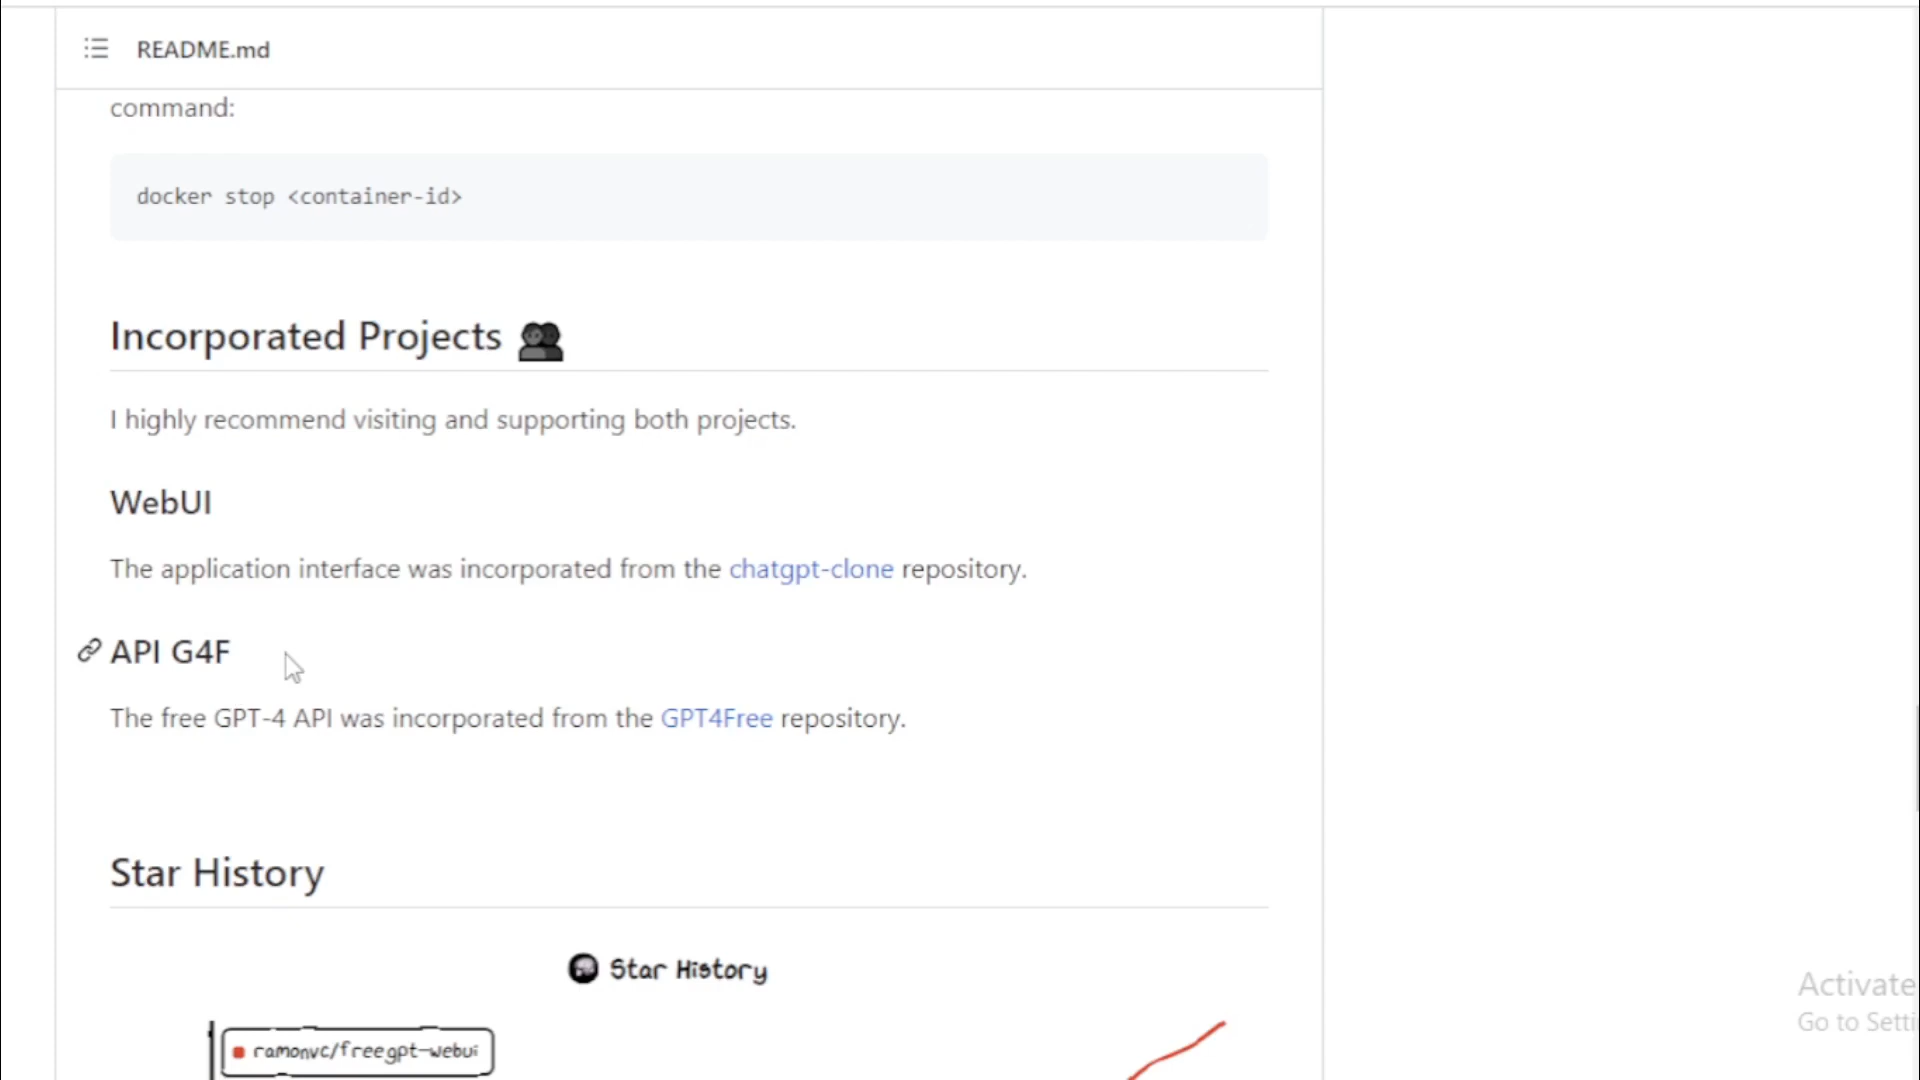 README.md
command:
docker stop <container-id>
Incorporated Projects
I highly recommend visiting and supporting both projects.
WebUI
The application interface was incorporated from the chatgpt-clone repository.
API G4F
The free GPT-4 API was incorporated from the GPT4Free repository.
Star History
Star History
ramonvc/freegpt-webui
Activate
Go to Setti